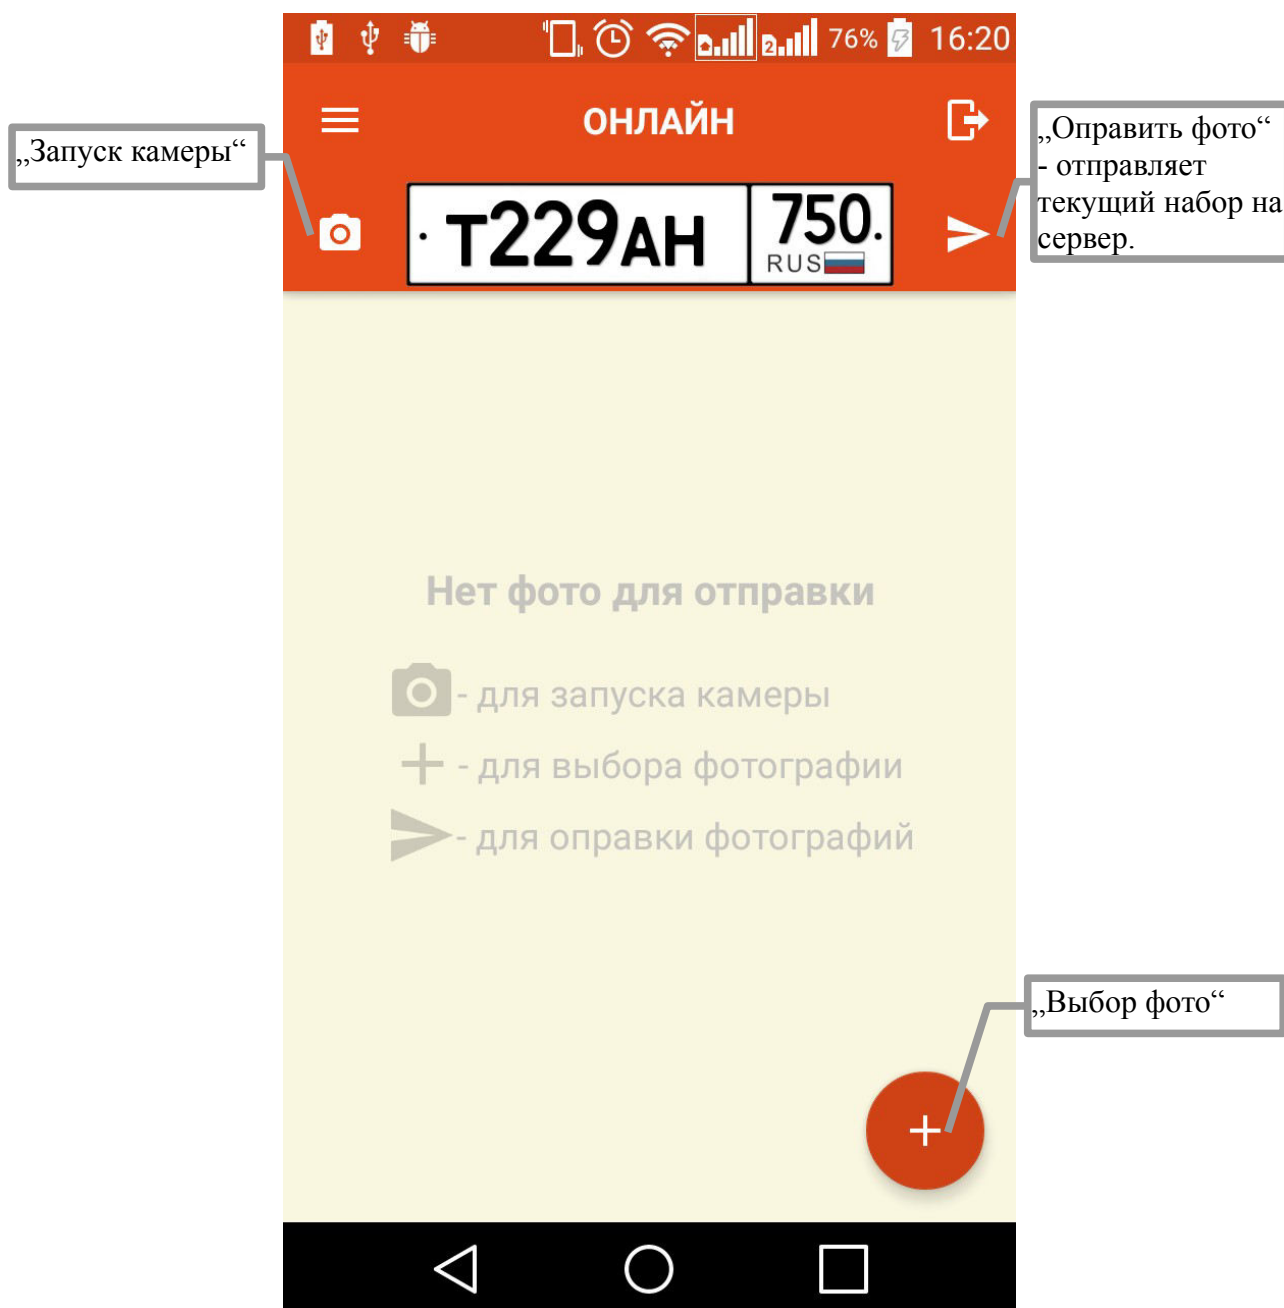 76% 16:20
ОНЛАЙН
„Запуск камеры“
„Оправить фото“
- отправляет
текущий набор на
сервер.
Т229АН 750
RUS
Нет фото для отправки
- для запуска камеры
- для выбора фотографии
- для оправки фотографий
„Выбор фото“